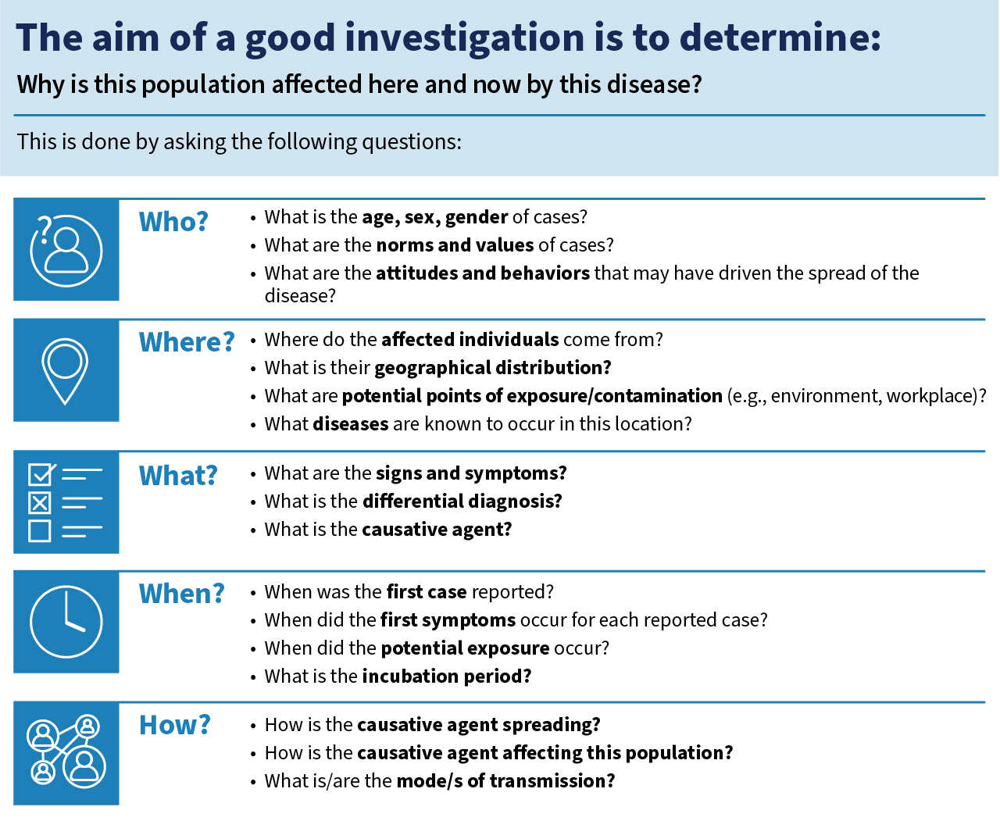 The aim of a good investigation is to determine:
Why is this population affected here and now by this disease?
This is done by asking the following questions:
?
Who?
• What is the age, sex, gender of cases?
• What are the norms and values of cases?
• What are the attitudes and behaviors that may have driven the spread of the
disease?
Where?
• Where do the affected individuals come from?
• What is their geographical distribution?
• What are potential points of exposure/contamination (e.g., environment, workplace)?
• What diseases are known to occur in this location?
What?
• What are the signs and symptoms?
• What is the differential diagnosis?
• What is the causative agent?
When?
• When was the first case reported?
• When did the first symptoms occur for each reported case?
• When did the potential exposure occur?
• What is the incubation period?
How?
• How is the causative agent spreading?
• How is the causative agent affecting this population?
• What is/are the mode/s of transmission?